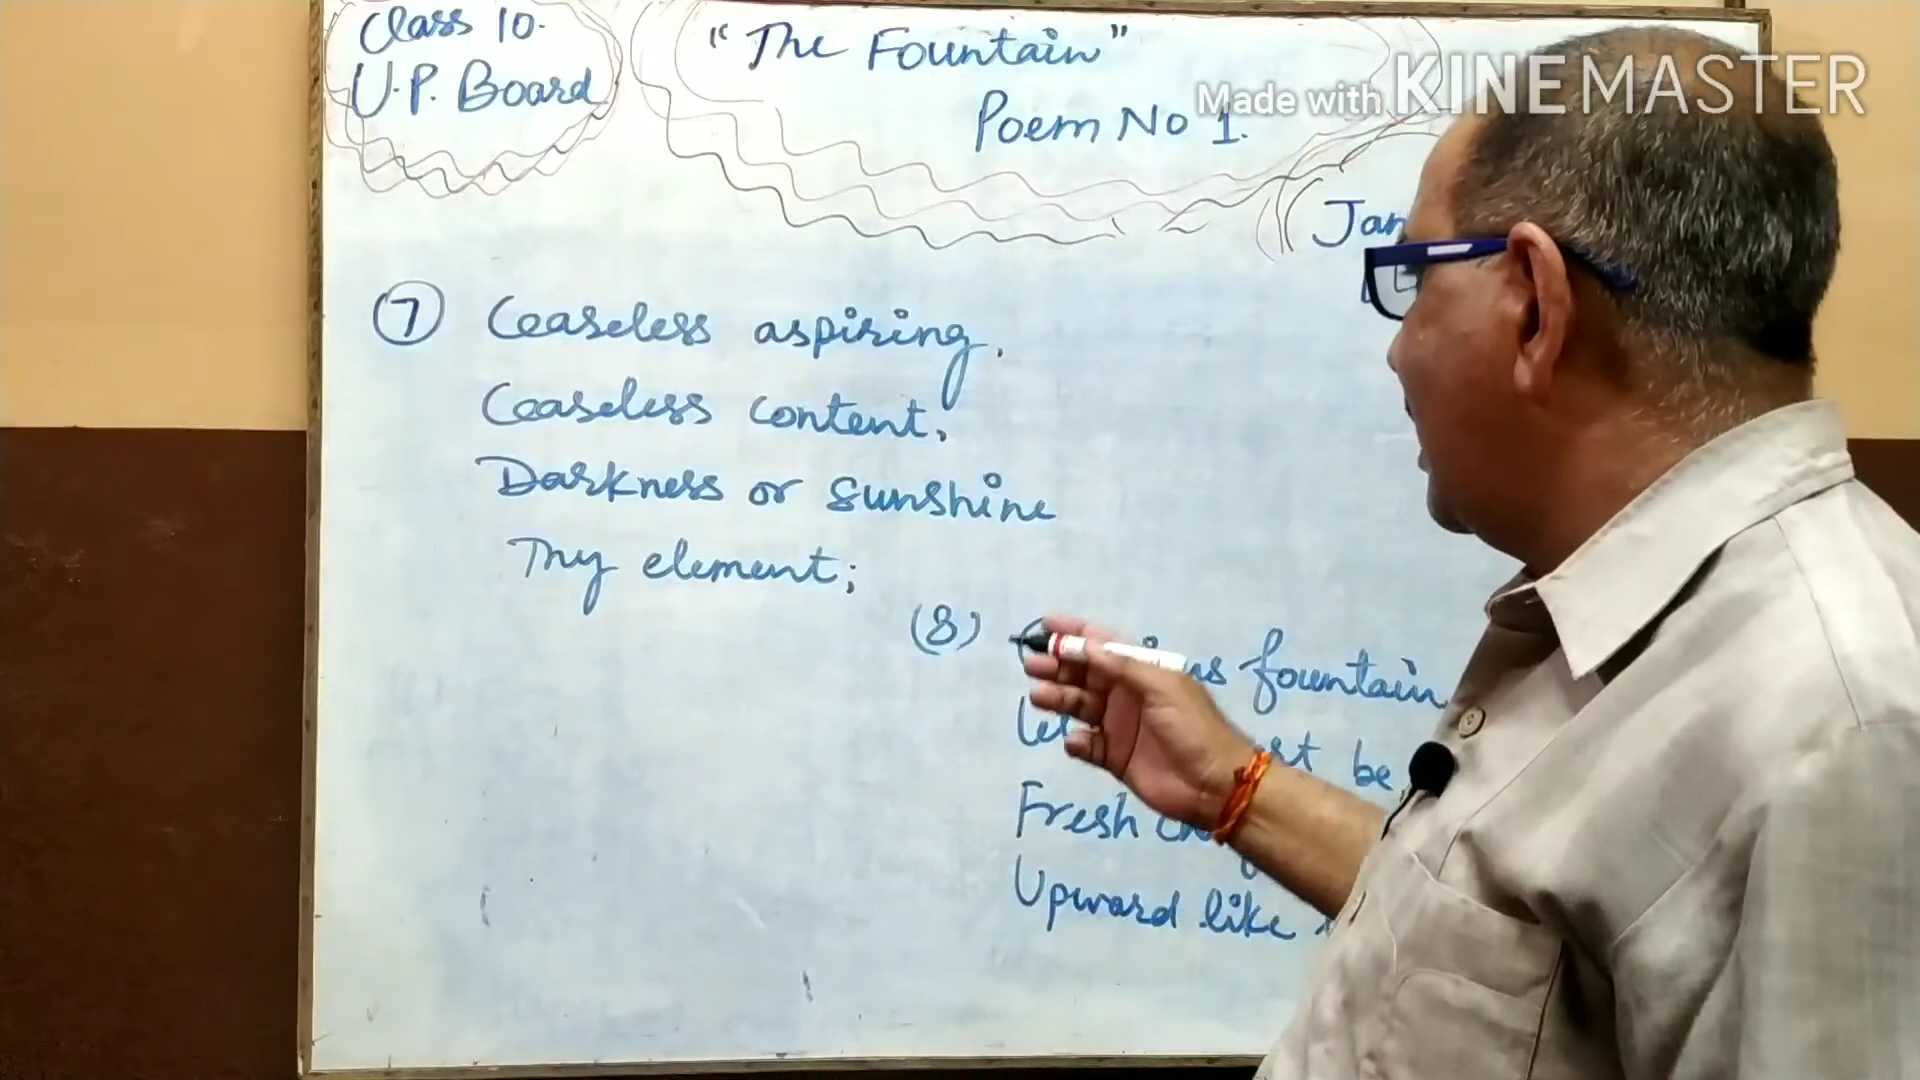 Class 10.
U.P. Board
"The Fountain"
Poem No 1.
Made with KINEMASTER
(7) Ceaseless aspiring,
Ceaseless content,
Darkness or sunshine
Thy element;
(8) fountain
be
Fresh
Upward like